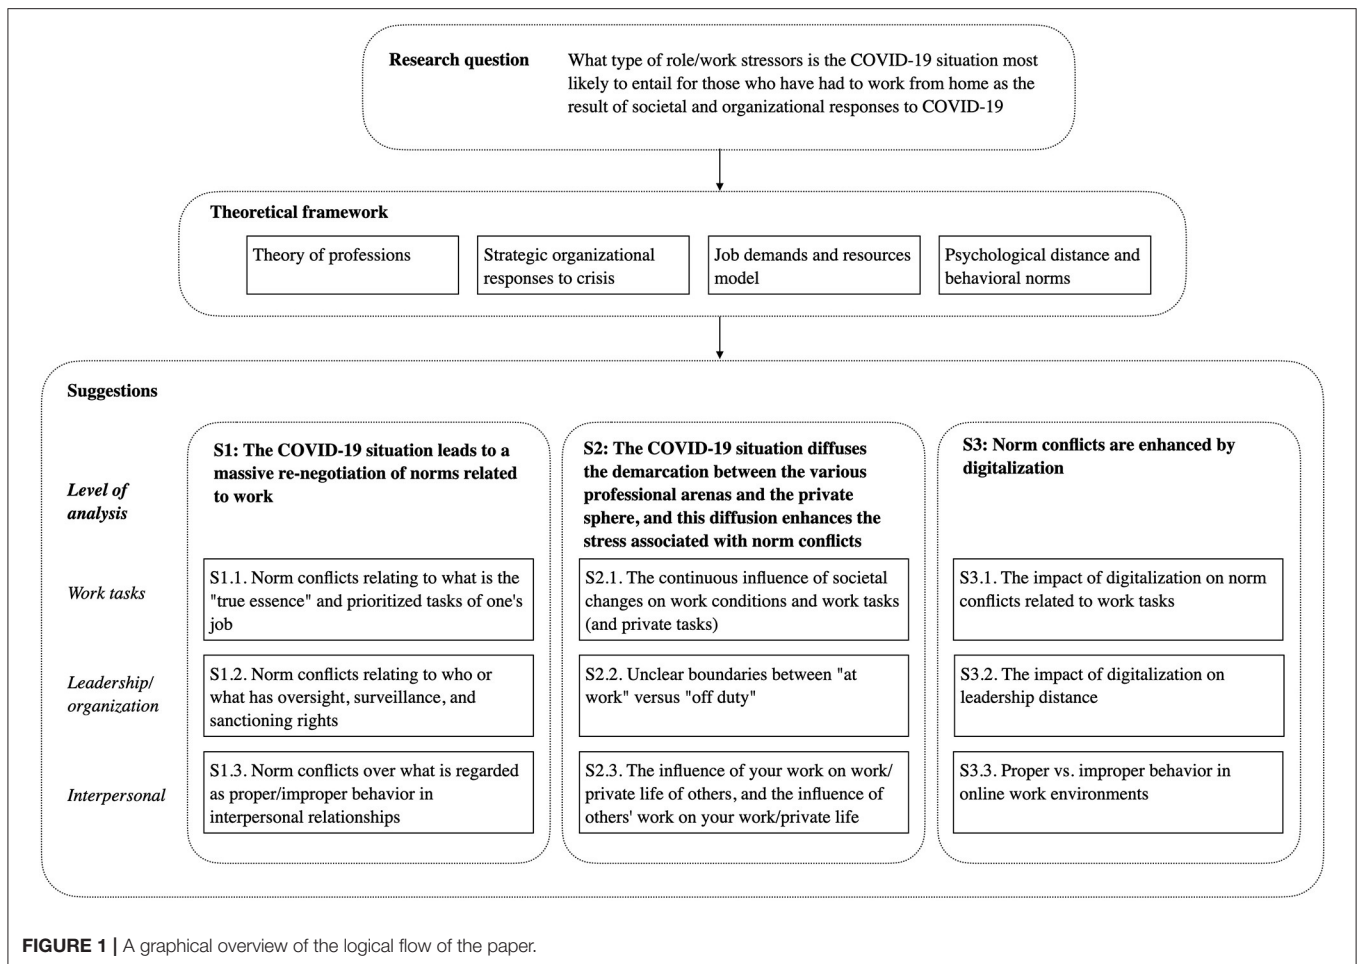 Research question
What type of role/work stressors is the COVID-19 situation most
likely to entail for those who have had to work from home as the
result of societal and organizational responses to COVID-19
Theoretical framework
Theory of professions
Strategic organizational
responses to crisis
Job demands and resources
model
Psychological distance and
behavioral norms
Suggestions
Level of
analysis
S1: The COVID-19 situation leads to a
massive re-negotiation of norms related
to work
S2: The COVID-19 situation diffuses
the demarcation between the various
professional arenas and the private
sphere, and this diffusion enhances the
stress associated with norm conflicts
S3: Norm conflicts are enhanced by
digitalization
Work tasks
S1.1. Norm conflicts relating to what is the
"true essence" and prioritized tasks of one's
job
S2.1. The continuous influence of societal
changes on work conditions and work tasks
(and private tasks)
S3.1. The impact of digitalization on norm
conflicts related to work tasks
Leadership/
organization
S1.2. Norm conflicts relating to who or
what has oversight, surveillance, and
sanctioning rights
S2.2. Unclear boundaries between "at
work" versus "off duty"
S3.2. The impact of digitalization on
leadership distance
Interpersonal
S1.3. Norm conflicts over what is regarded
as proper/improper behavior in
interpersonal relationships
S2.3. The influence of your work on work/
private life of others, and the influence of
others' work on your work/private life
S3.3. Proper vs. improper behavior in
online work environments
FIGURE 1 | A graphical overview of the logical flow of the paper.